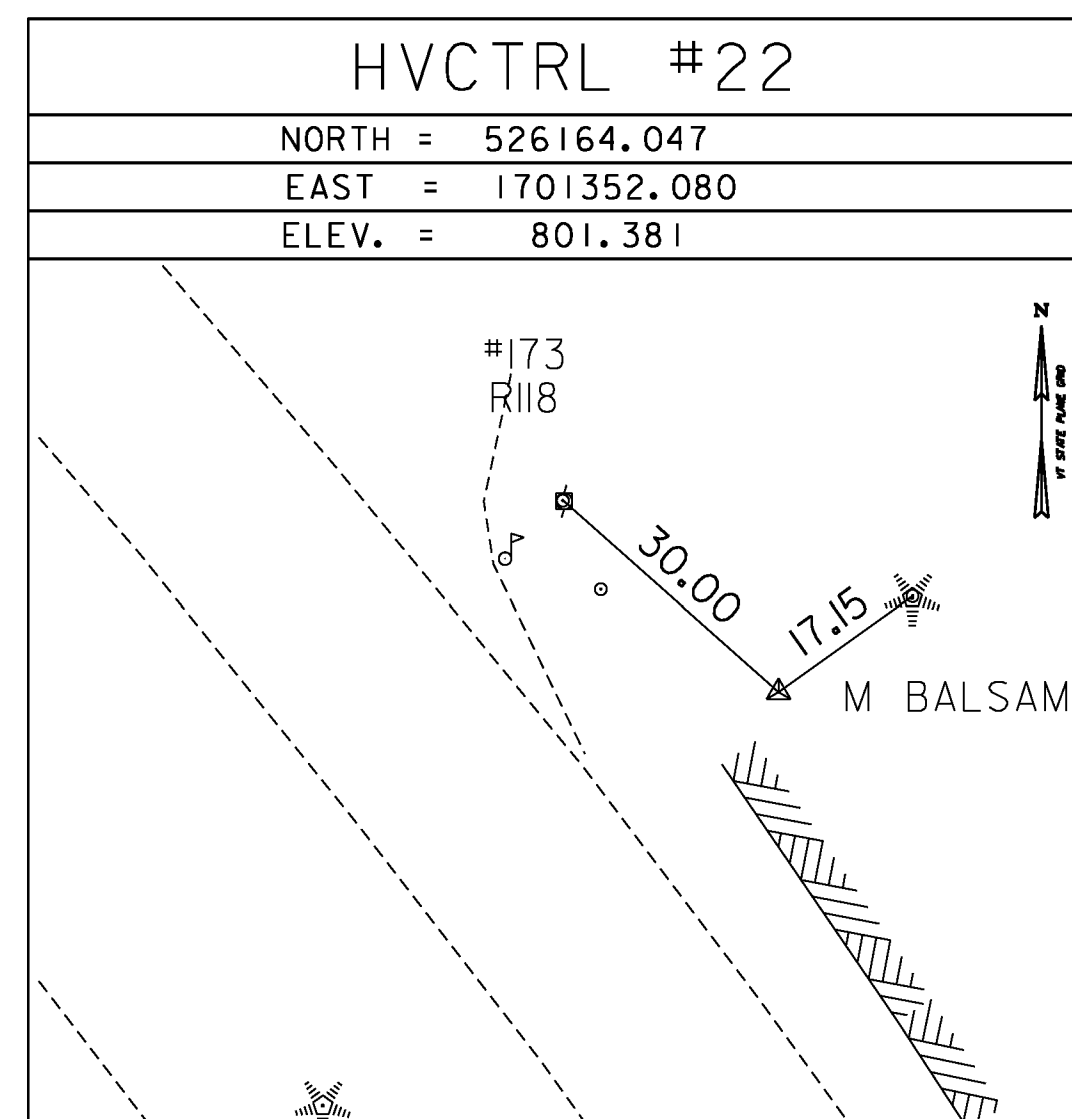 HVCTRL #22
NORTH = 526164.047
EAST = 1701352.080
ELEV. = 801.381
N
VT STATE PLANE GRID
#173
R118
30.00
17.15
M BALSAM